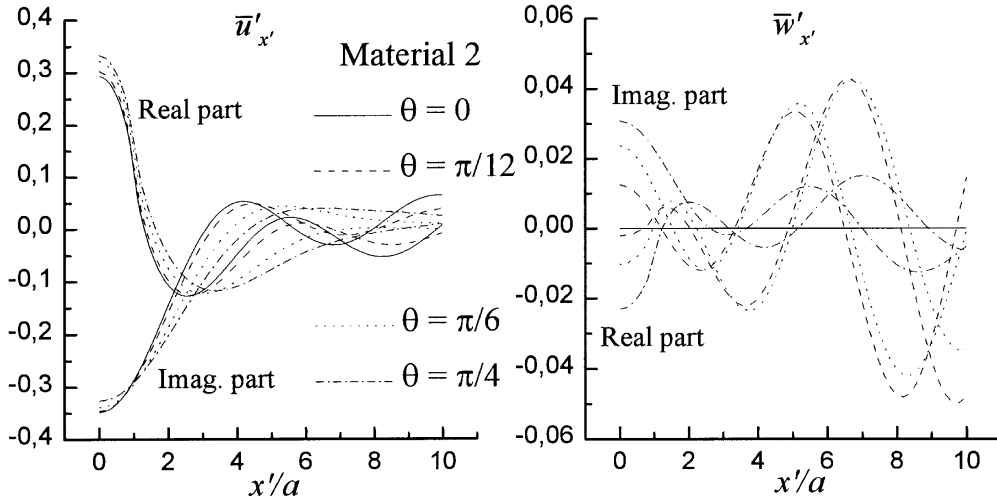 0,4
0,3
0,2
0,1
0,0
-0,1
-0,2
-0,3
-0,4
u̅′x′
Material 2
Real part
θ = 0
θ = π/12
θ = π/6
θ = π/4
Imag. part
0 2 4 6 8 10
x′/a
0,06
0,04
0,02
0,00
-0,02
-0,04
-0,06
w̅′x′
Imag. part
Real part
0 2 4 6 8 10
x′/a